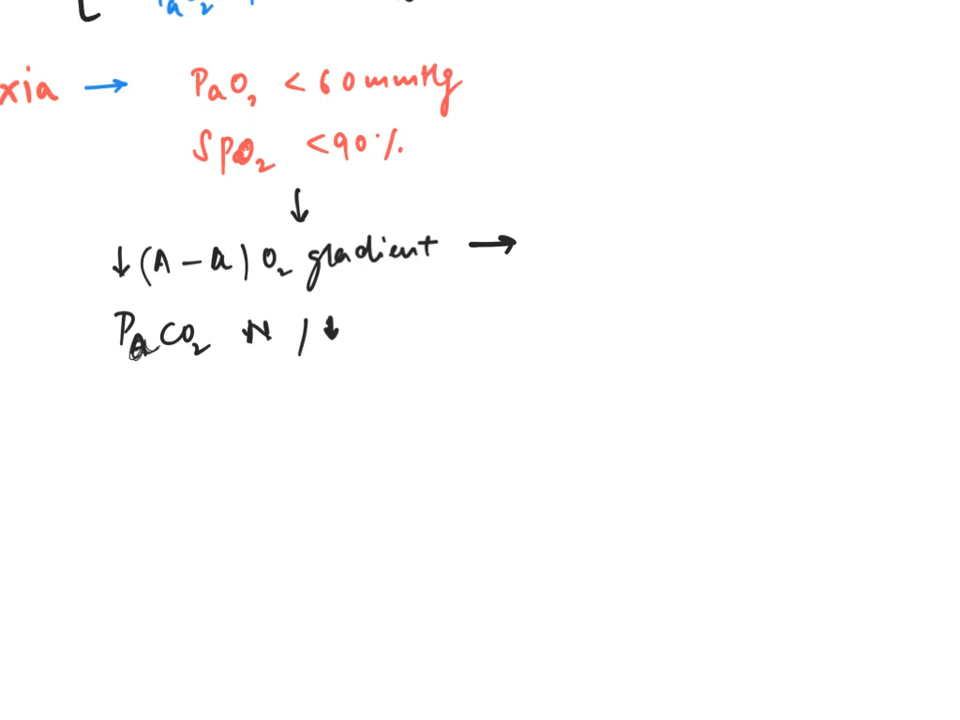 xia → PaO2 < 60 mmHg
SpO2 < 90%
↓
↓ (A - a) O2 gradient →
PaCO2 N / ↓